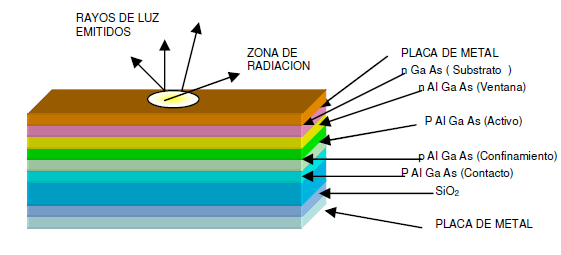 RAYOS DE LUZ
EMITIDOS
ZONA DE
RADIACION
PLACA DE METAL
n Ga As ( Substrato )
n Al Ga As (Ventana)
P Al Ga As (Activo)
p Al Ga As (Confinamiento)
P Al Ga As (Contacto)
SiO₂
PLACA DE METAL